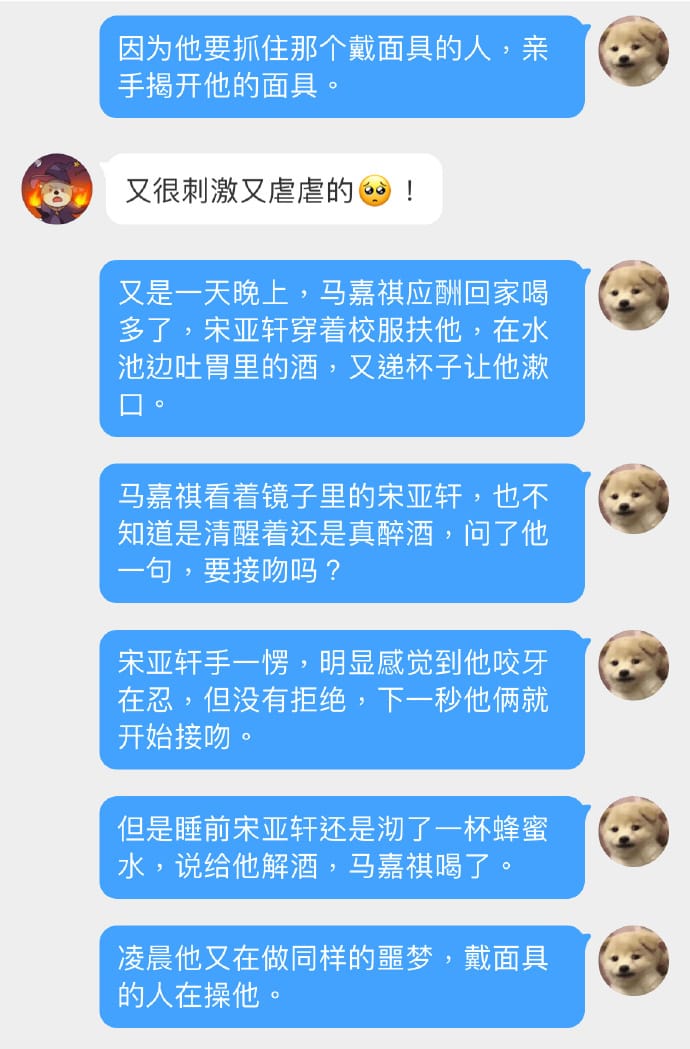 因为他要抓住那个戴面具的人，亲
手揭开他的面具。
又很刺激又虐虐的🥺！
又是一天晚上，马嘉祺应酬回家喝
多了，宋亚轩穿着校服扶他，在水
池边吐胃里的酒，又递杯子让他漱
口。
马嘉祺看着镜子里的宋亚轩，也不
知道是清醒着还是真醉酒，问了他
一句，要接吻吗？
宋亚轩手一愣，明显感觉到他咬牙
在忍，但没有拒绝，下一秒他俩就
开始接吻。
但是睡前宋亚轩还是沏了一杯蜂蜜
水，说给他解酒，马嘉祺喝了。
凌晨他又在做同样的噩梦，戴面具
的人在操他。